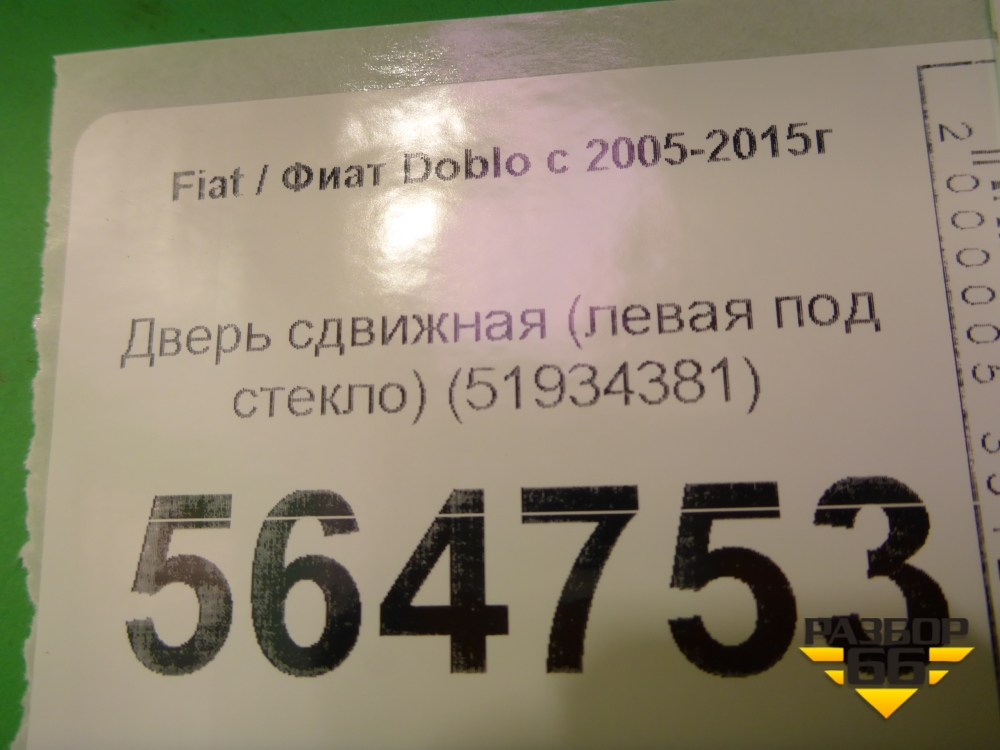 Fiat / Фиат Doblo с 2005-2015г
Дверь сдвижная (левая под
стекло) (51934381)
564753
РАЗБОР
66